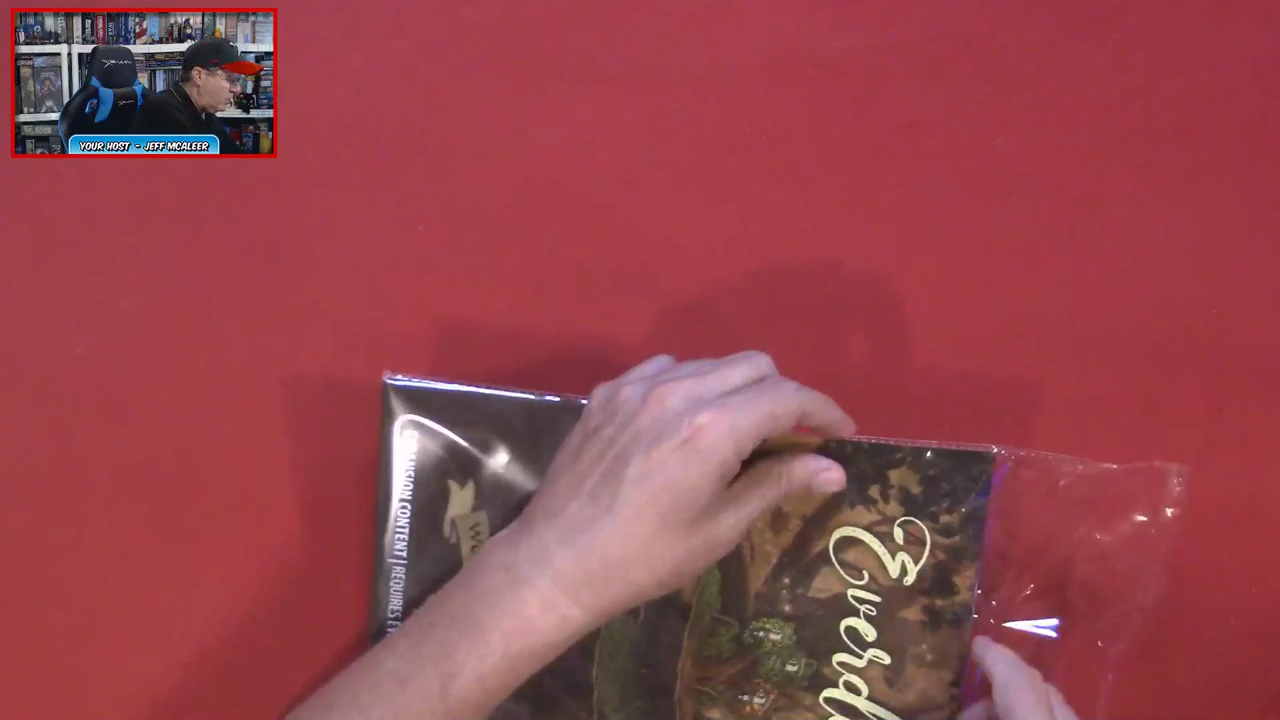 YOUR HOST - JEFF MCALEER
EXPANSION CONTENT | REQUIRES
Everd